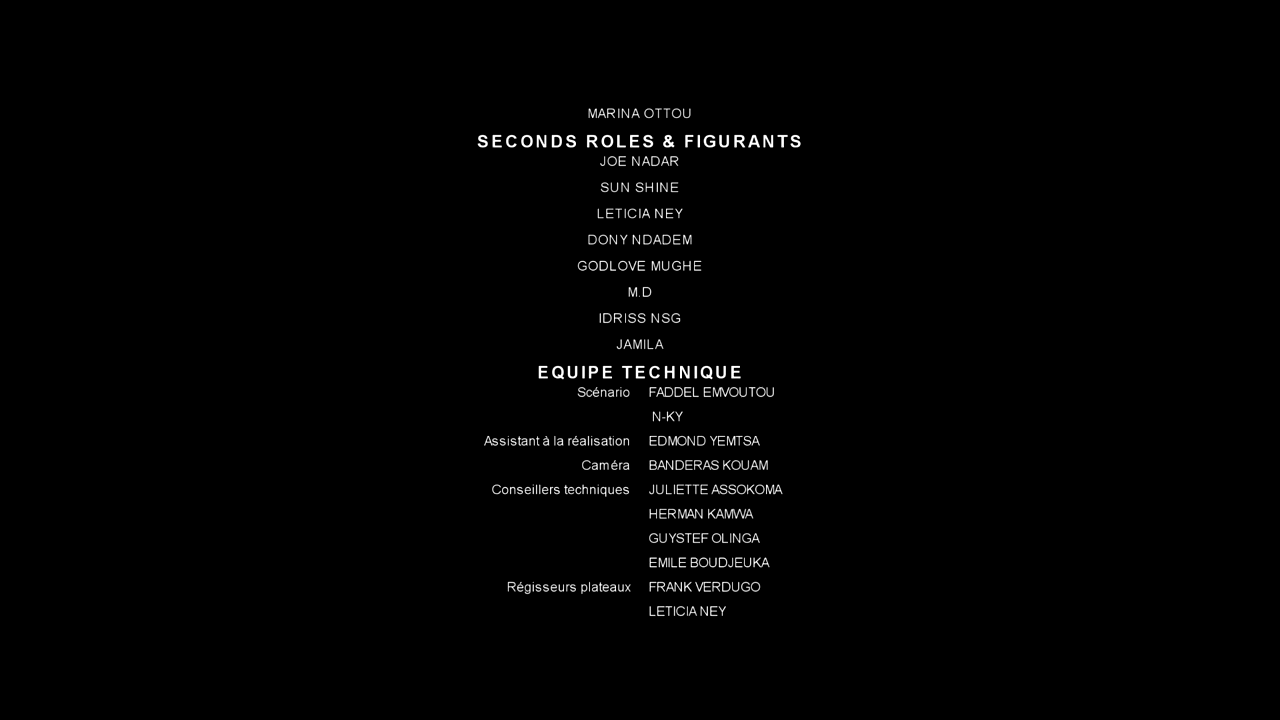 MARINA OTTOU
SECONDS ROLES & FIGURANTS
JOE NADAR
SUN SHINE
LETICIA NEY
DONY NDADEM
GODLOVE MUGHE
M.D
IDRISS NSG
JAMILA
EQUIPE TECHNIQUE
Scénario FADDEL EMVOUTOU
N-KY
Assistant à la réalisation EDMOND YEMTSA
Caméra BANDERAS KOUAM
Conseillers techniques JULIETTE ASSOKOMA
HERMAN KAMWA
GUYSTEF OLINGA
EMILE BOUDJEUKA
Régisseurs plateaux FRANK VERDUGO
LETICIA NEY